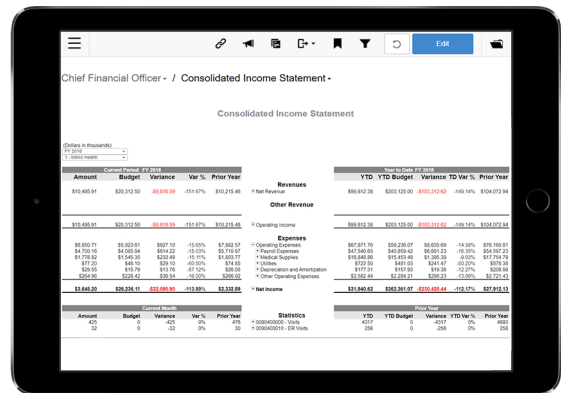 Edit
Chief Financial Officer / Consolidated Income Statement
Consolidated Income Statement
(Dollars in thousands)
FY 2018
1 - Metro Health
Current Period FY 2018 Year to Date FY 2018
Amount Budget Variance Var % Prior Year YTD YTD Budget Variance TD Var % Prior Year
Revenues
$10,495.91 $20,312.50 -$9,816.59 -151.67% $10,215.46 Net Revenue $99,812.38 $203,125.00 -$103,312.62 -149.14% $104,072.94
Other Revenue
$10,495.91 $20,312.50 -$9,816.59 -151.67% $10,215.46 Operating Income $99,812.38 $203,125.00 -$103,312.62 -149.14% $104,072.94
Expenses
$6,850.71 $5,923.61 $927.10 -15.65% $7,882.57 Operating Expenses $67,871.76 $59,236.07 $8,635.69 -14.58% $76,160.81
$4,700.16 $4,085.94 $614.22 -15.03% $5,710.97 Payroll Expenses $47,540.65 $40,859.42 $6,681.23 -16.35% $54,597.54
$1,778.82 $1,545.35 $233.48 -15.11% $1,803.77 Medical Supplies $16,848.86 $15,453.48 $1,395.39 -9.03% $17,754.79
$77.20 $48.10 $29.10 -60.50% $74.65 Utilities $722.50 $481.03 $241.47 -50.20% $878.38
$29.55 $15.79 $13.76 -87.12% $26.05 Depreciation and Amortization $177.31 $157.93 $19.38 -12.27% $208.98
$264.96 $228.42 $36.54 -16.00% $266.92 Other Operating Expenses $2,582.44 $2,284.21 $298.23 -13.06% $2,721.43
$3,645.20 $26,236.11 -$22,590.90 -113.89% $2,332.89 Net Income $31,940.62 $262,361.07 -$230,420.44 -112.17% $27,912.13
Current Month Prior Year
Amount Budget Variance Var % Prior Year Statistics YTD YTD Budget Variance YTD Var % Prior Year
425 0 -425 0% 476 0090400000 - Visits 4317 0 -4317 0% 4680
32 0 -32 0% 30 0090400010 - ER Visits 256 0 -256 0% 258